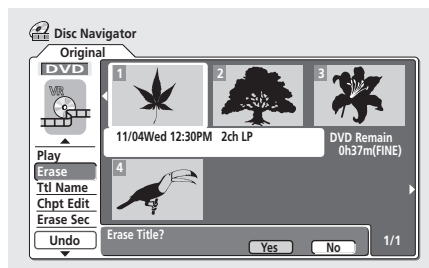 Disc Navigator
Original
DVD
VR
1
2
3
11/04Wed 12:30PM 2ch LP
DVD Remain
0h37m(FINE)
Play
Erase
Ttl Name
Chpt Edit
Erase Sec
Undo
4
Erase Title?
Yes
No
1/1